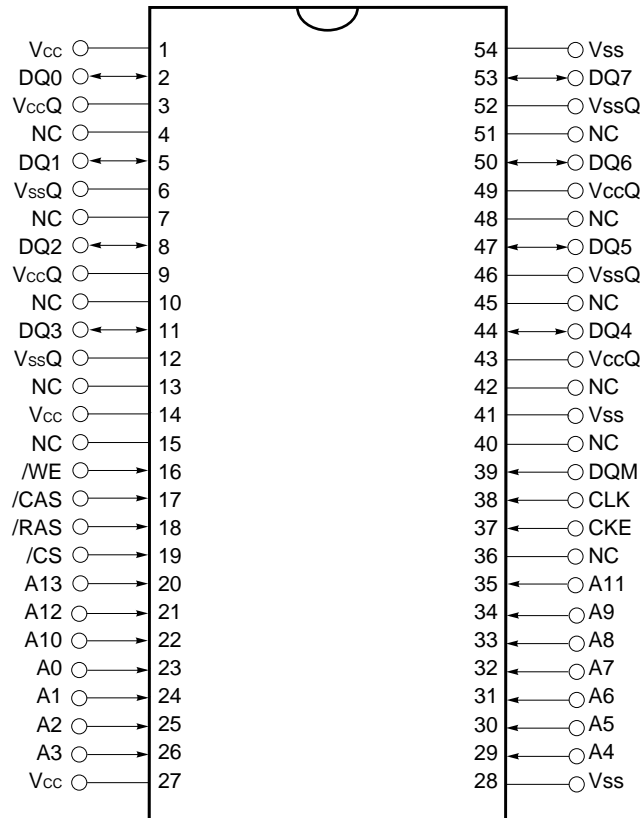 Vcc 1 54 Vss
DQ0 2 53 DQ7
VccQ 3 52 VssQ
NC 4 51 NC
DQ1 5 50 DQ6
VssQ 6 49 VccQ
NC 7 48 NC
DQ2 8 47 DQ5
VccQ 9 46 VssQ
NC 10 45 NC
DQ3 11 44 DQ4
VssQ 12 43 VccQ
NC 13 42 NC
Vcc 14 41 Vss
NC 15 40 NC
/WE 16 39 DQM
/CAS 17 38 CLK
/RAS 18 37 CKE
/CS 19 36 NC
A13 20 35 A11
A12 21 34 A9
A10 22 33 A8
A0 23 32 A7
A1 24 31 A6
A2 25 30 A5
A3 26 29 A4
Vcc 27 28 Vss